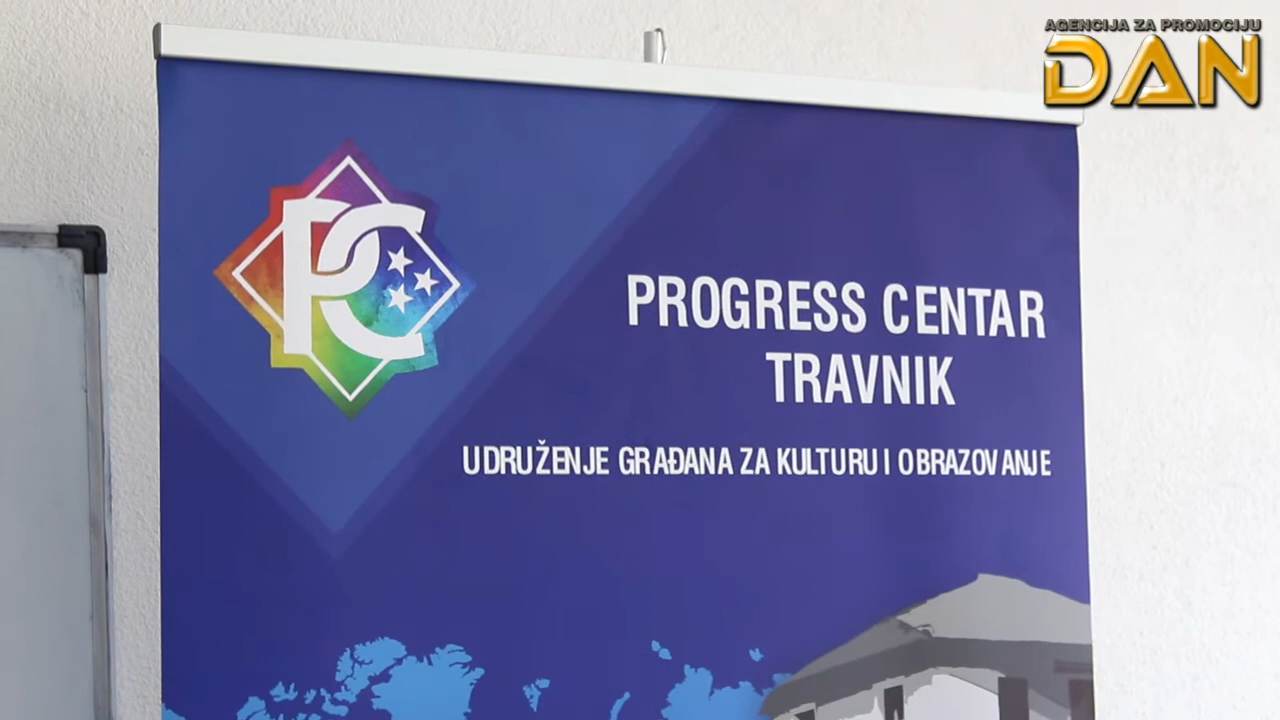 AGENCIJA ZA PROMOCIJU
DAN
PC
PROGRESS CENTAR
TRAVNIK
UDRUŽENJE GRAĐANA ZA KULTURU I OBRAZOVANJE